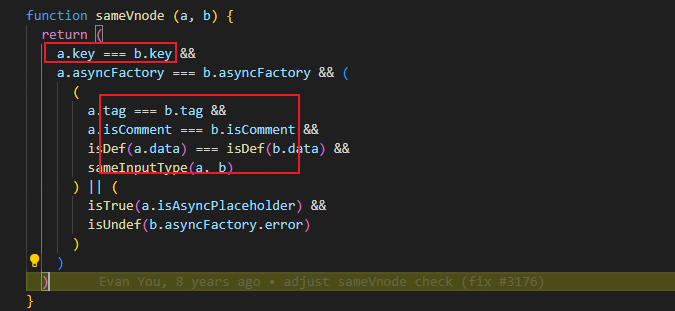 function sameVnode (a, b) {
return (
a.key === b.key &&
a.asyncFactory === b.asyncFactory && (
(
a.tag === b.tag &&
a.isComment === b.isComment &&
isDef(a.data) === isDef(b.data) &&
sameInputType(a, b)
) || (
isTrue(a.isAsyncPlaceholder) &&
isUndef(b.asyncFactory.error)
)
)
) Evan You, 8 years ago • adjust sameVnode check (fix #3176)
}